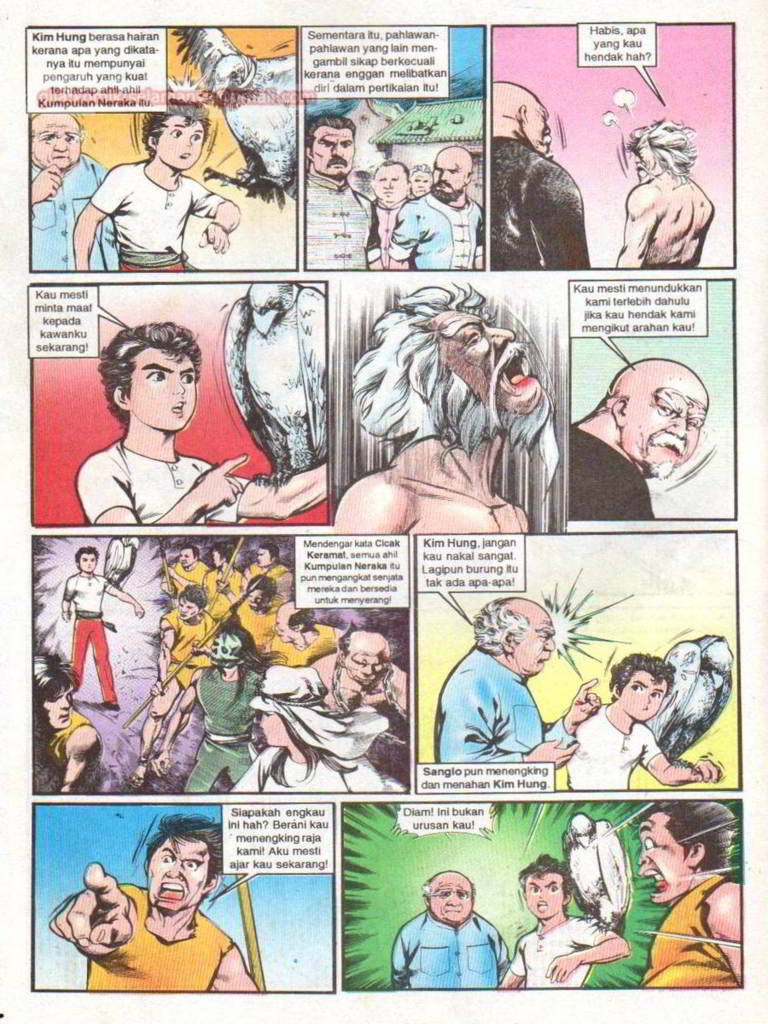 Kim Hung berasa hairan
kerana apa yang dikata-
nya itu mempunyai
pengaruh yang kuat
terhadap ahli-ahli
Kumpulan Neraka itu.
Sementara itu, pahlawan-
pahlawan yang lain men-
gambil sikap berkecuali
kerana enggan melibatkan
diri dalam pertikaian itu!
Habis, apa
yang kau
hendak hah?
Kau mesti
minta maaf
kepada
kawanku
sekarang!
Kau mesti menundukkan
kami terlebih dahulu
jika kau hendak kami
mengikut arahan kau!
Mendengar kata Cicak
Keramat, semua ahli
Kumpulan Neraka itu
pun mengangkat senjata
mereka dan bersedia
untuk menyerang!
Kim Hung, jangan
kau nakal sangat.
Lagipun burung itu
tak ada apa-apa!
Sanglo pun menengking
dan menahan Kim Hung.
Siapakah engkau
ini hah? Berani kau
menengking raja
kami! Aku mesti
ajar kau sekarang!
Diam! Ini bukan
urusan kau!